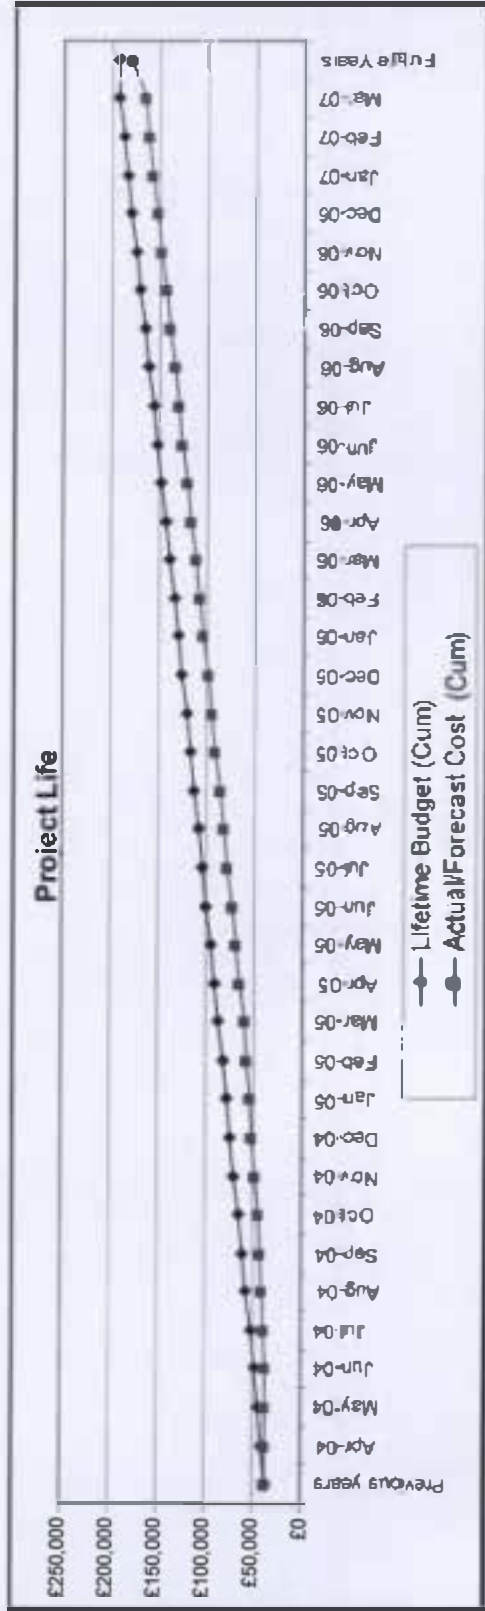 Project Life
£250,000
£200,000
£150,000
£100,000
£50,000
£0
Previous years
Apr-04
May-04
Jun-04
Jul-04
Aug-04
Sep-04
Oct-04
Nov-04
Dec-04
Jan-05
Feb-05
Mar-05
Apr-05
May-05
Jun-05
Jul-05
Aug-05
Sep-05
Oct-05
Nov-05
Dec-05
Jan-06
Feb-06
Mar-06
Apr-06
May-06
Jun-06
Jul-06
Aug-06
Sep-06
Oct-06
Nov-06
Dec-06
Jan-07
Feb-07
Mar-07
Future Years
Lifetime Budget (Cum)
Actual/Forecast Cost (Cum)